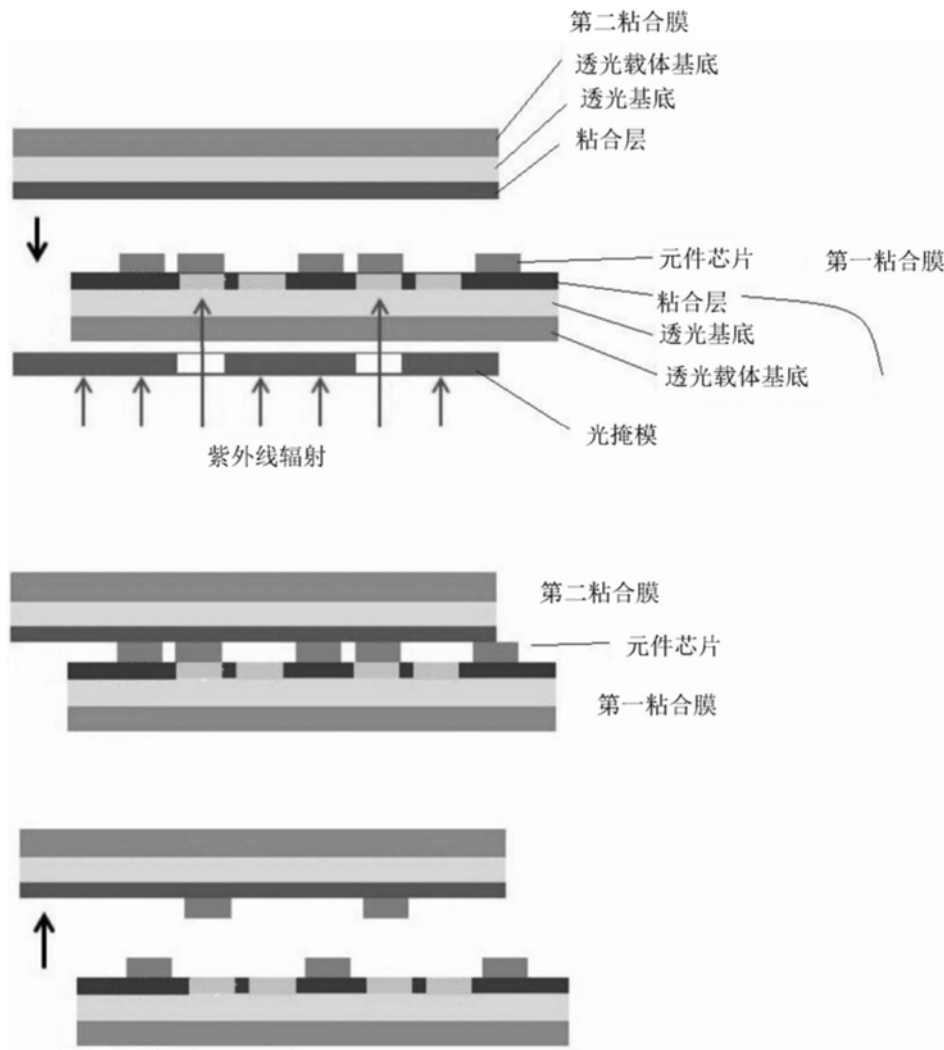 第二粘合膜
透光载体基底
透光基底
粘合层
元件芯片
第一粘合膜
粘合层
透光基底
透光载体基底
光掩模
紫外线辐射
第二粘合膜
元件芯片
第一粘合膜